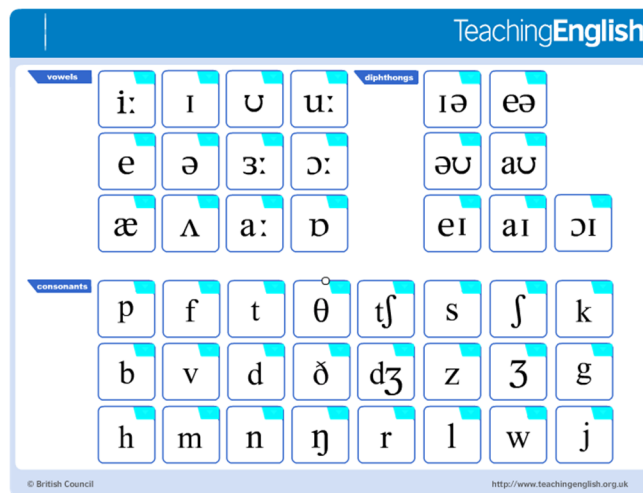 TeachingEnglish
vowels iː ɪ ʊ uː diphthongs ɪə eə
e ə ɜː ɔː əʊ aʊ
æ ʌ aː ɒ eɪ aɪ ɔɪ
consonants p f t θ tʃ s ʃ k
b v d ð dʒ z ʒ g
h m n ŋ r l w j
© British Council http://www.teachingenglish.org.uk